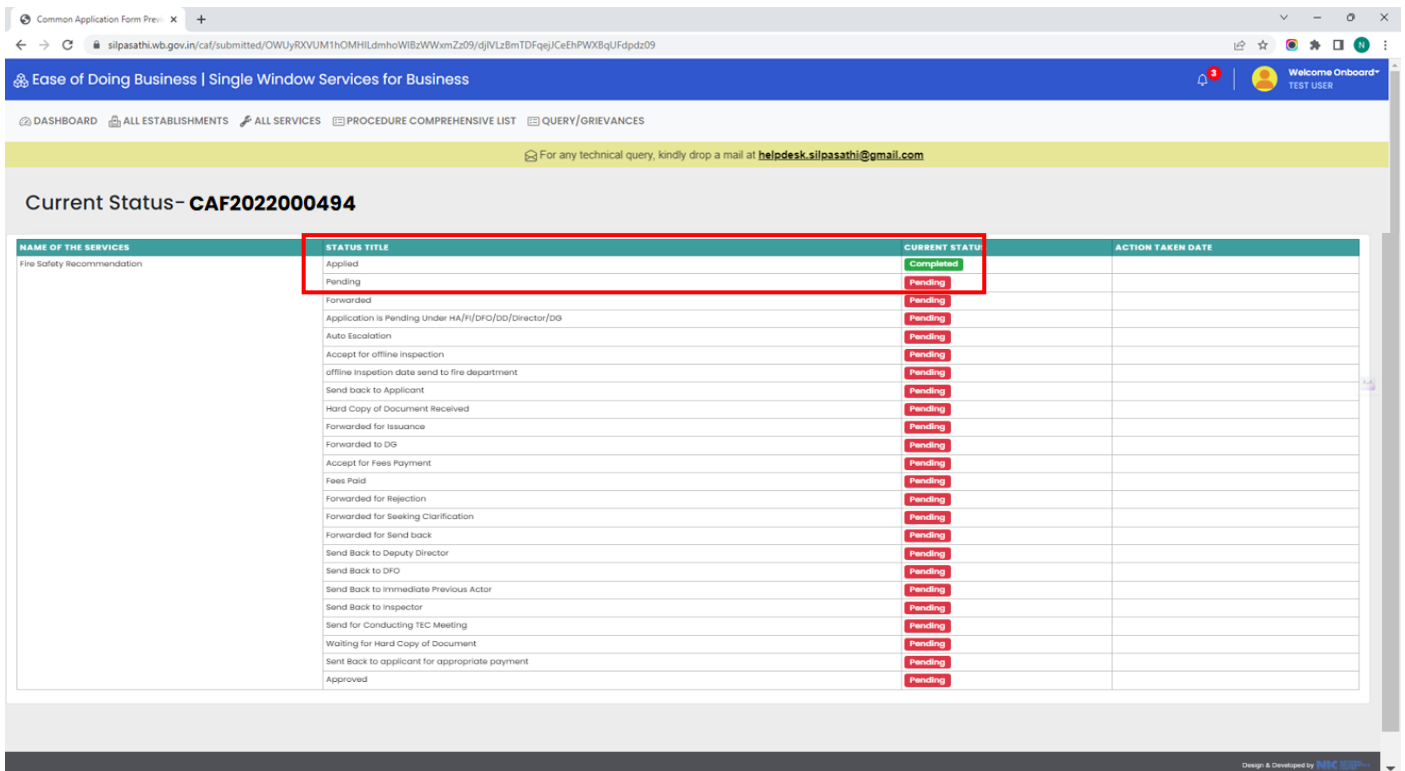 Common Application Form Previ
silpasathi.wb.gov.in/caf/submitted/OWUyRXVUM1hOMHlLdmhoWlBzWWxmZz09/djlVLzBmTDFqejJCeEhPWXBqUFdpdz09
N
Ease of Doing Business | Single Window Services for Business
3
Welcome Onboard
TEST USER
DASHBOARD ALL ESTABLISHMENTS ALL SERVICES PROCEDURE COMPREHENSIVE LIST QUERY/GRIEVANCES
For any technical query, kindly drop a mail at helpdesk.silpasathi@gmail.com
Current Status- CAF2022000494
NAME OF THE SERVICES STATUS TITLE CURRENT STATUS ACTION TAKEN DATE
Fire Safety Recommendation Applied Completed
Pending Pending
Forwarded Pending
Application is Pending Under HA/FI/DFO/DD/Director/DG Pending
Auto Escalation Pending
Accept for offline inspection Pending
offline Inspetion date send to fire department Pending
Send back to Applicant Pending
Hard Copy of Document Received Pending
Forwarded for Issuance Pending
Forwarded to DG Pending
Accept for Fees Payment Pending
Fees Paid Pending
Forwarded for Rejection Pending
Forwarded for Seeking Clarification Pending
Forwarded for Send back Pending
Send Back to Deputy Director Pending
Send Back to DFO Pending
Send Back to Immediate Previous Actor Pending
Send Back to Inspector Pending
Send for Conducting TEC Meeting Pending
Waiting for Hard Copy of Document Pending
Sent Back to applicant for appropriate payment Pending
Approved Pending
Design & Developed by NIC